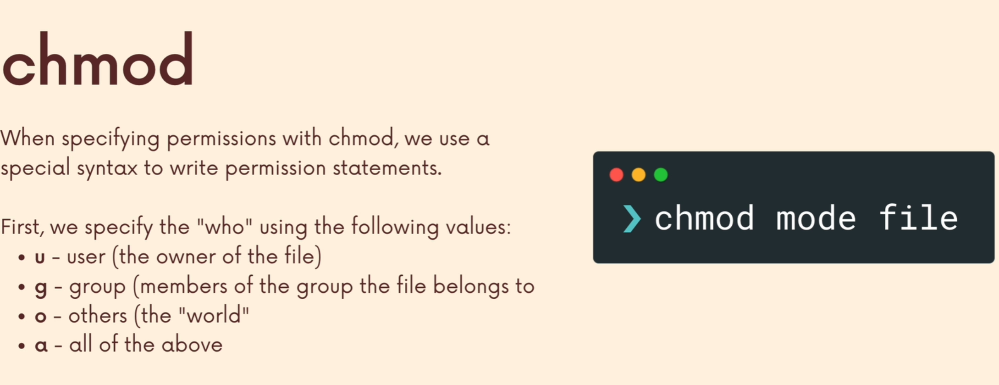 chmod
When specifying permissions with chmod, we use a
special syntax to write permission statements.
First, we specify the "who" using the following values:
• u - user (the owner of the file)
• g - group (members of the group the file belongs to
• o - others (the "world"
• a - all of the above
❯ chmod mode file